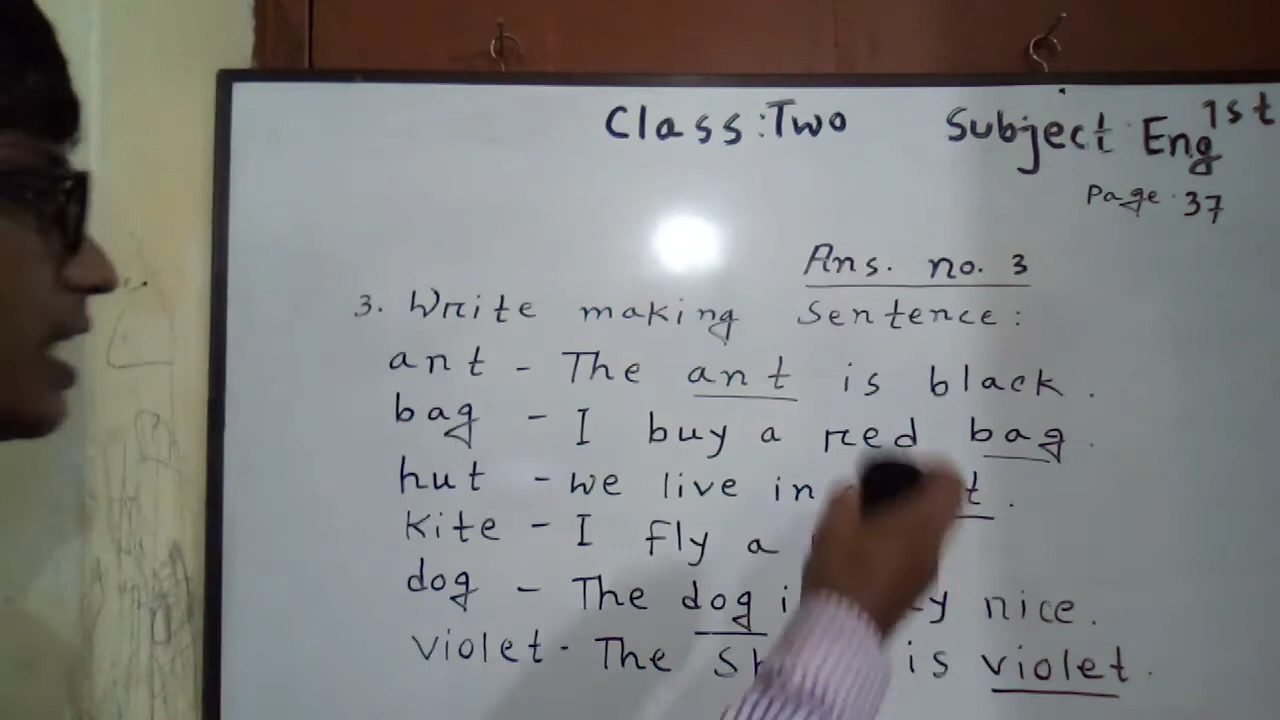 Class: Two Subject: Eng 1st
Page. 37
Ans. no. 3
3. Write making sentence:
ant - The ant is black.
bag - I buy a red bag.
hut - we live in
kite - I fly a
dog - The dog nice.
violet - The is violet.